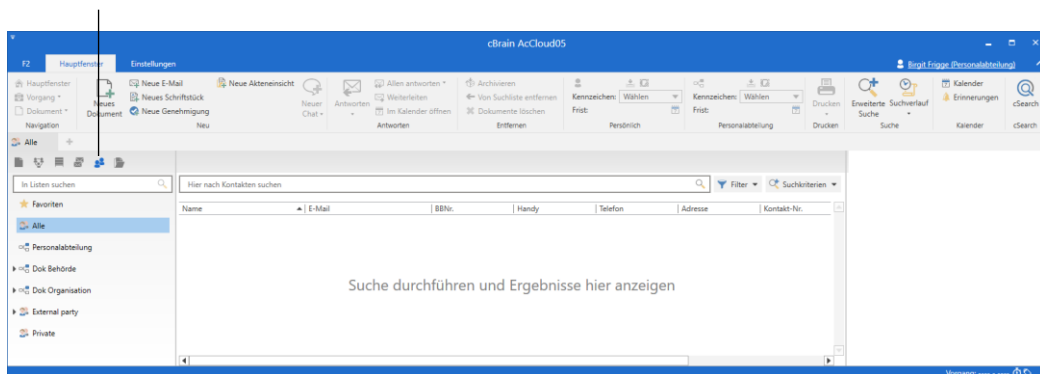 cBrain AcCloud05
F2 Hauptfenster Einstellungen Birgit Frigge (Personalabteilung)
Hauptfenster
Vorgang
Dokument
Navigation
Neues Dokument
Neue E-Mail
Neues Schriftstück
Neue Genehmigung
Neue Akteneinsicht
Neu
Neuer Chat
Antworten
Allen antworten
Weiterleiten
Im Kalender öffnen
Antworten
Archivieren
Von Suchliste entfernen
Dokumente löschen
Entfernen
Kennzeichen: Wählen
Frist:
Persönlich
Kennzeichen: Wählen
Frist:
Personalabteilung
Drucken
Drucken
Erweiterte Suche
Suchverlauf
Suche
Kalender
Erinnerungen
Kalender
cSearch
cSearch
Alle
In Listen suchen
Favoriten
Alle
Personalabteilung
Dok Behörde
Dok Organisation
External party
Private
Hier nach Kontakten suchen Filter Suchkriterien
Name E-Mail BBNr. Handy Telefon Adresse Kontakt-Nr.
Suche durchführen und Ergebnisse hier anzeigen